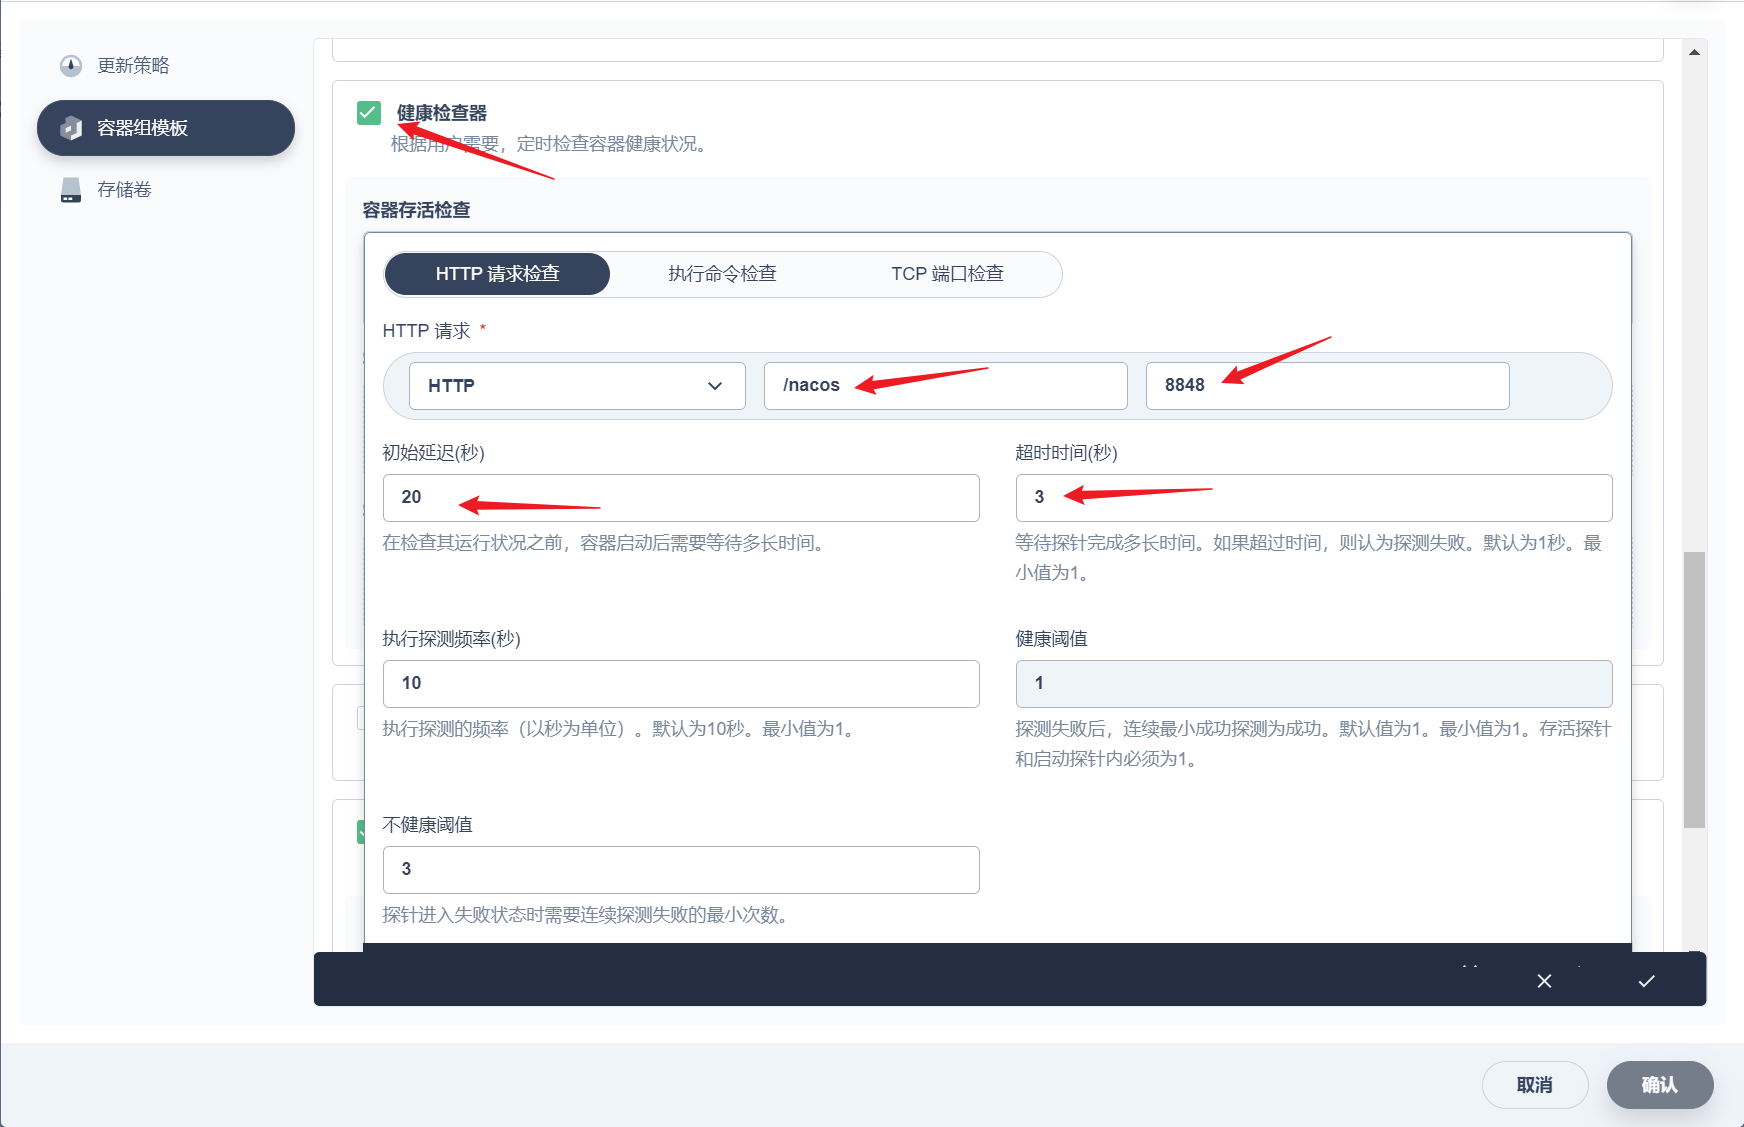 更新策略
容器组模板
存储卷
健康检查器
根据用户需要，定时检查容器健康状况。
容器存活检查
HTTP 请求检查
执行命令检查
TCP 端口检查
HTTP 请求 *
HTTP
/nacos
8848
初始延迟(秒)
超时时间(秒)
20
3
在检查其运行状况之前，容器启动后需要等待多长时间。
等待探针完成多长时间。如果超过时间，则认为探测失败。默认为1秒。最
小值为1。
执行探测频率(秒)
健康阈值
10
1
执行探测的频率（以秒为单位）。默认为10秒。最小值为1。
探测失败后，连续最小成功探测为成功。默认值为1。最小值为1。存活探针
和启动探针内必须为1。
不健康阈值
3
探针进入失败状态时需要连续探测失败的最小次数。
取消
确认